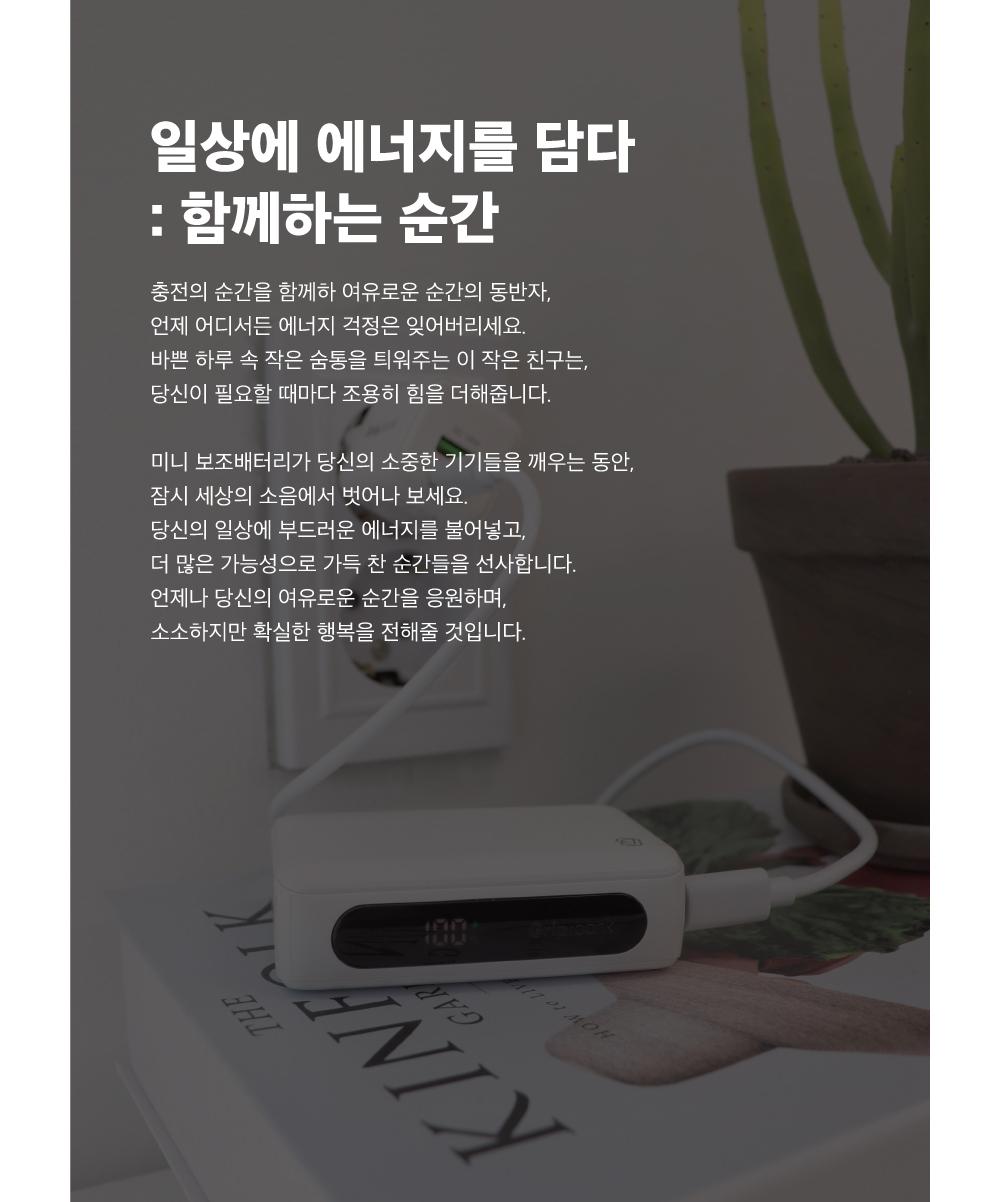 일상에 에너지를 담다
: 함께하는 순간
충전의 순간을 함께하 여유로운 순간의 동반자,
언제 어디서든 에너지 걱정은 잊어버리세요.
바쁜 하루 속 작은 숨통을 틔워주는 이 작은 친구는,
당신이 필요할 때마다 조용히 힘을 더해줍니다.
미니 보조배터리가 당신의 소중한 기기들을 깨우는 동안,
잠시 세상의 소음에서 벗어나 보세요.
당신의 일상에 부드러운 에너지를 불어넣고,
더 많은 가능성으로 가득 찬 순간들을 선사합니다.
언제나 당신의 여유로운 순간을 응원하며,
소소하지만 확실한 행복을 전해줄 것입니다.
100
THE
KINFOLK
GARDEN
HOW to LIVE
HOW to LIVE